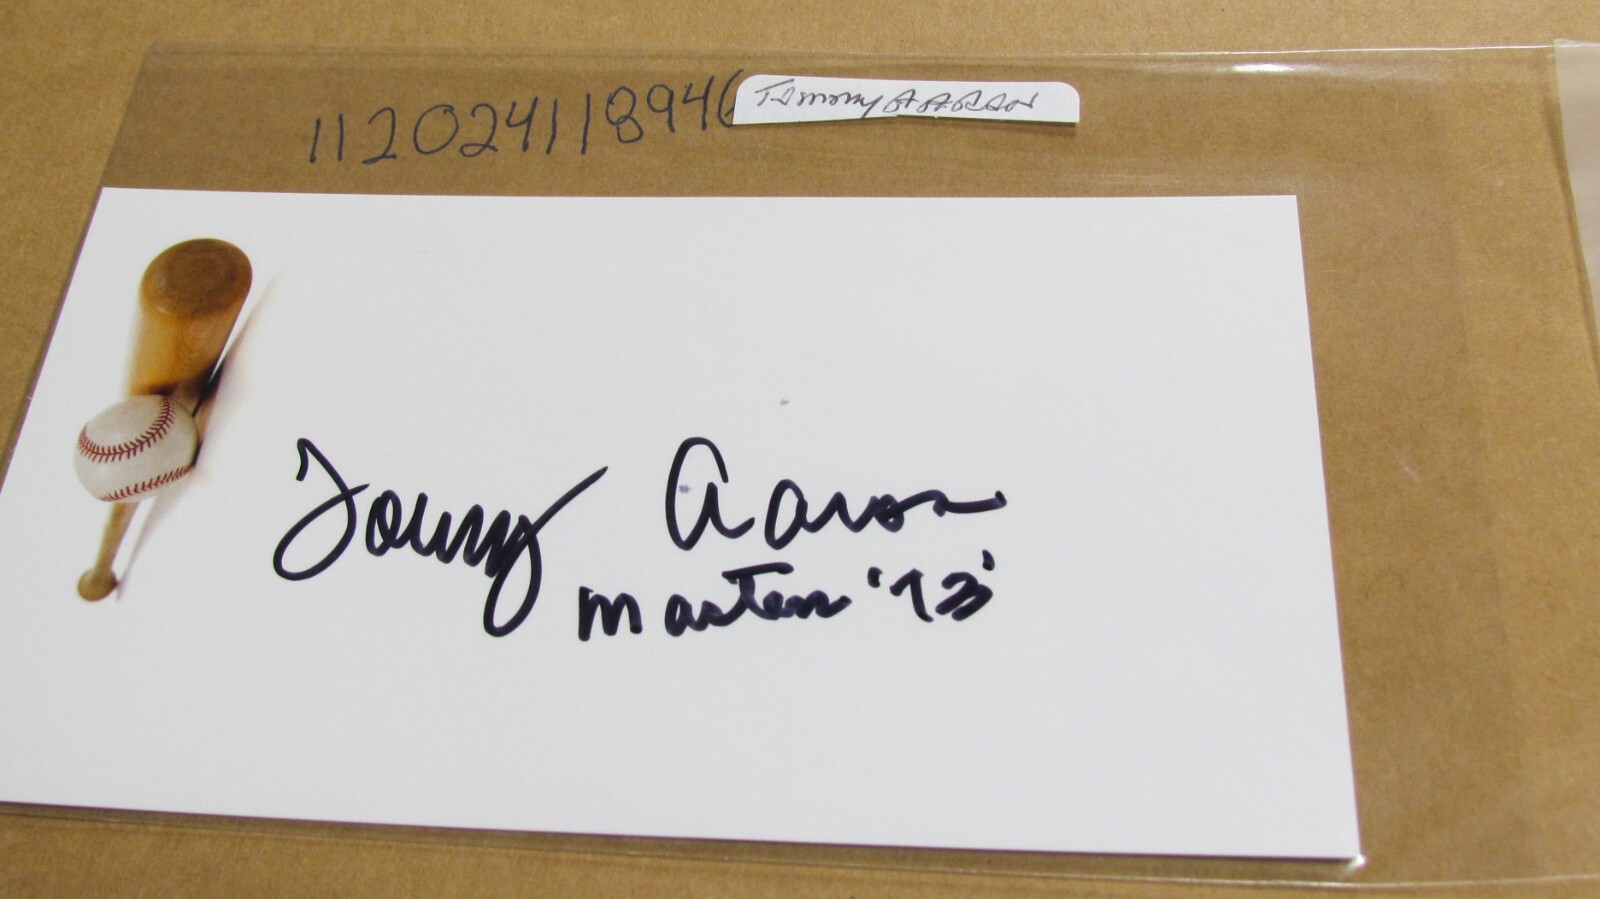 112024118946
Tommy AARON
Tommy Aaron
Masters '73'